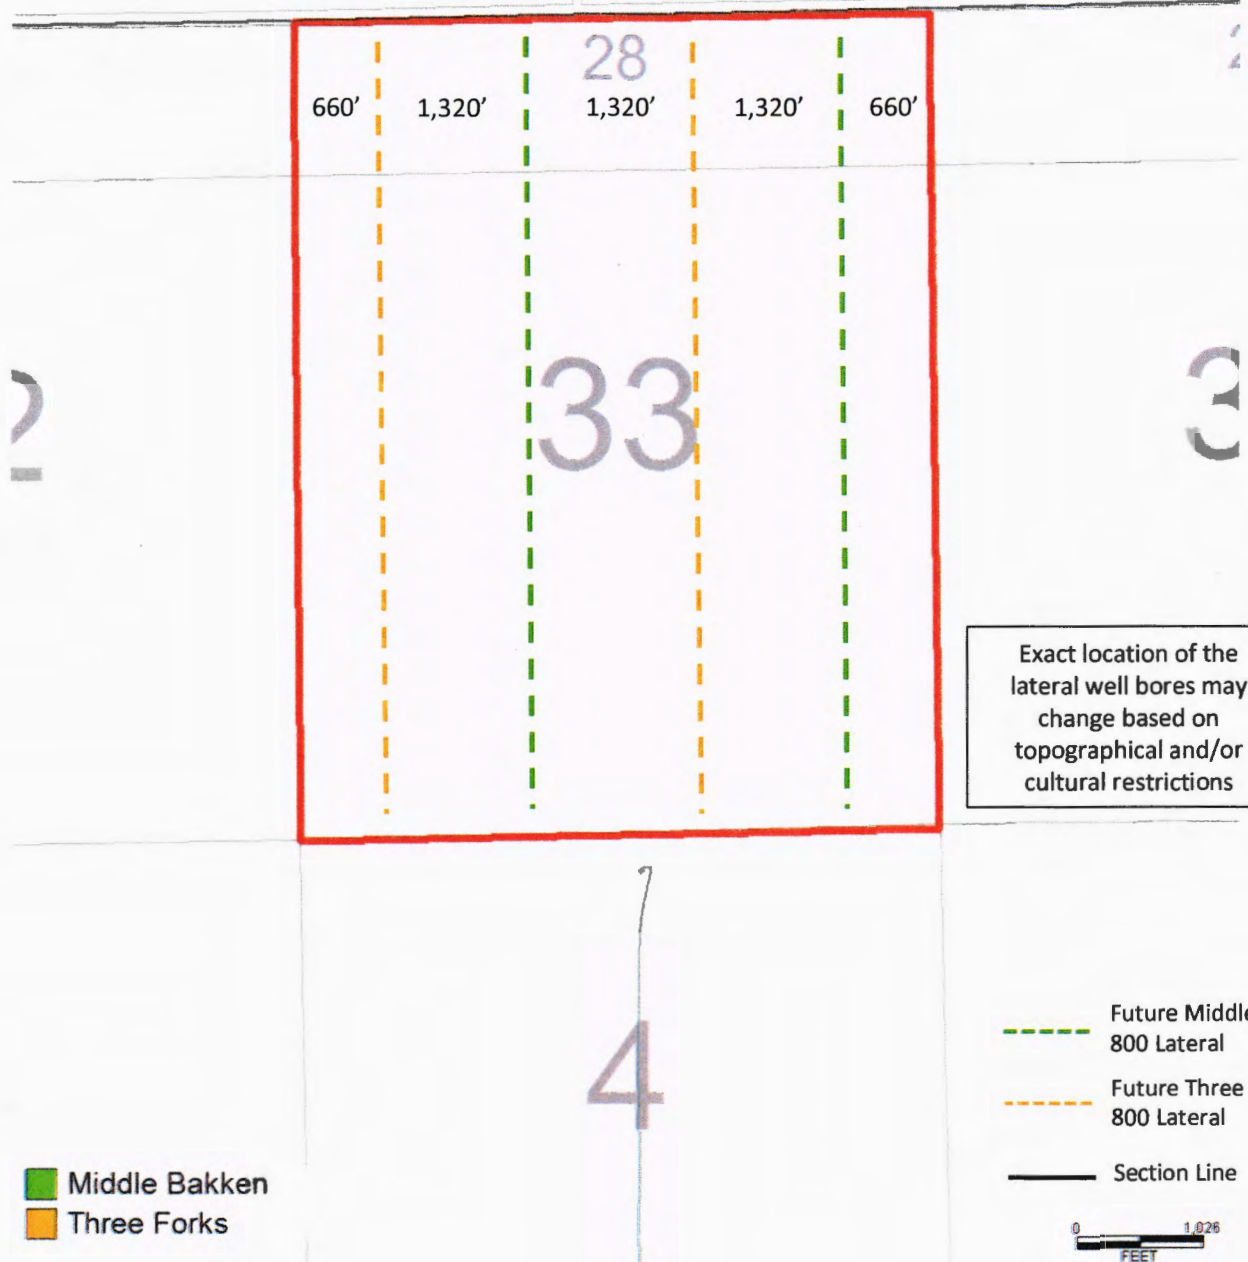 28
660’ 1,320’ 1,320’ 1,320’ 660’
33
Exact location of the
lateral well bores may
change based on
topographical and/or
cultural restrictions
4
Future Middle
800 Lateral
Future Three
800 Lateral
Section Line
Middle Bakken
Three Forks
0 1,026
FEET